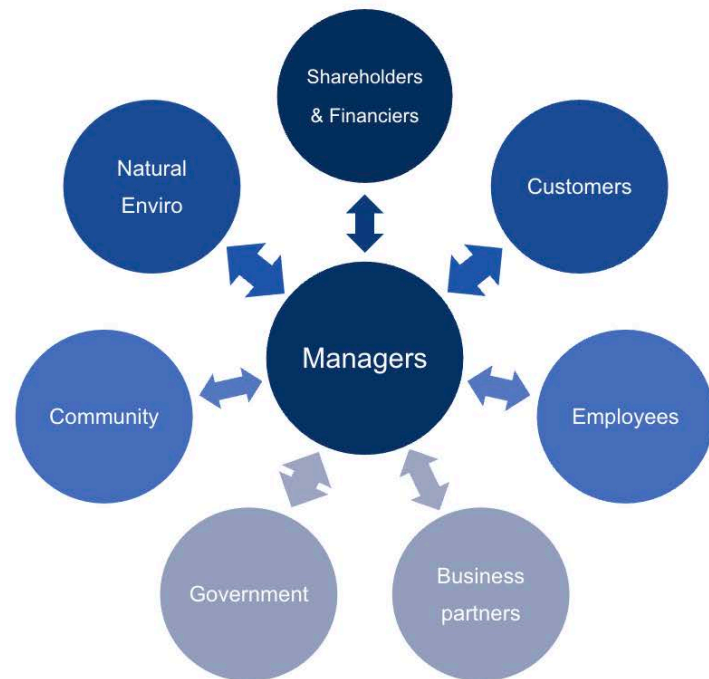 Shareholders
& Financiers
Natural
Enviro
Customers
Managers
Community
Employees
Government
Business
partners